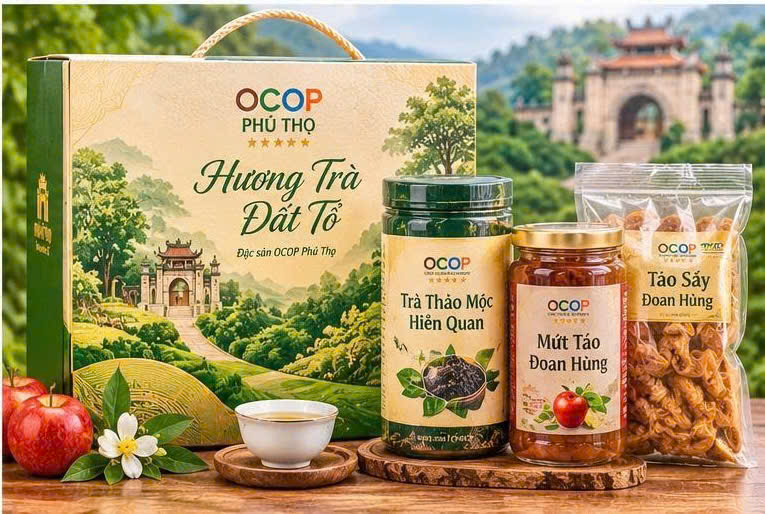 OCOP
PHÚ THỌ
Hương Trà
Đất Tổ
Đặc sản OCOP Phú Thọ
OCOP
Trà Thảo Mộc
Hiền Quan
OCOP
Mứt Táo
Đoan Hùng
OCOP
Táo Sấy
Đoan Hùng